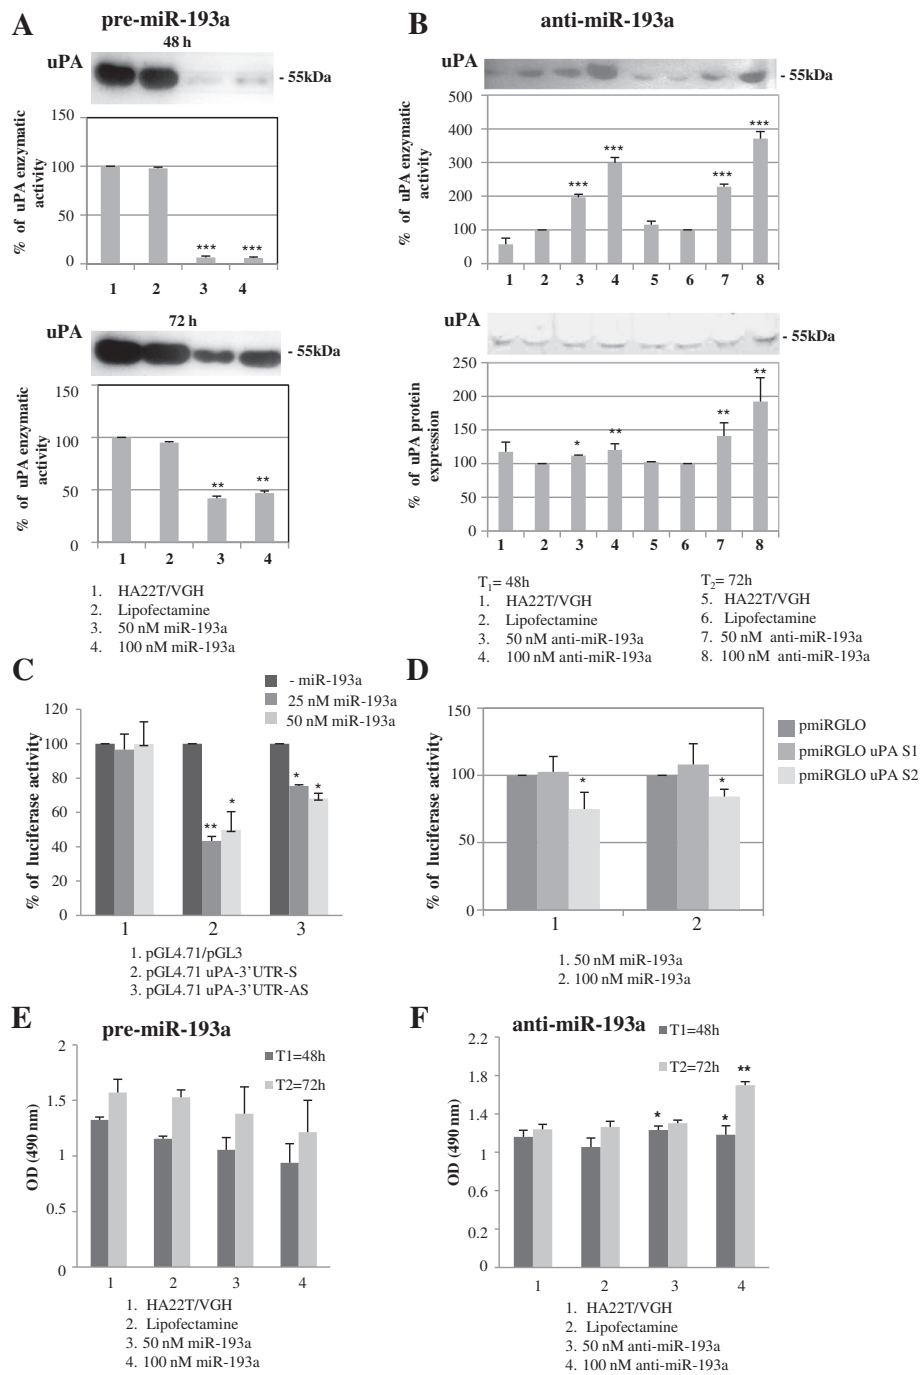 A
pre-miR-193a
48 h
uPA
- 55kDa
% of uPA enzymatic
activity
150
100
50
0
*** ***
1 2 3 4
72 h
uPA
- 55kDa
% of uPA enzymatic
activity
150
100
50
0
** **
1 2 3 4
1. HA22T/VGH
2. Lipofectamine
3. 50 nM miR-193a
4. 100 nM miR-193a
B
anti-miR-193a
uPA
- 55kDa
% of uPA enzymatic
activity
500
400
300
200
100
0
*** *** *** ***
1 2 3 4 5 6 7 8
uPA
- 55kDa
% of uPA protein
expression
250
200
150
100
50
0
* ** ** **
1 2 3 4 5 6 7 8
T1= 48h
1. HA22T/VGH
2. Lipofectamine
3. 50 nM anti-miR-193a
4. 100 nM anti-miR-193a
T2= 72h
5. HA22T/VGH
6. Lipofectamine
7. 50 nM anti-miR-193a
8. 100 nM anti-miR-193a
C
- miR-193a
25 nM miR-193a
50 nM miR-193a
% of luciferase activity
120
100
80
60
40
20
0
** * * *
1 2 3
1. pGL4.71/pGL3
2. pGL4.71 uPA-3'UTR-S
3. pGL4.71 uPA-3'UTR-AS
D
pmiRGLO
pmiRGLO uPA S1
pmiRGLO uPA S2
% of luciferase activity
150
100
50
0
* *
1 2
1. 50 nM miR-193a
2. 100 nM miR-193a
E
pre-miR-193a
T1=48h
T2=72h
OD (490 nm)
2
1.5
1
0.5
0
1 2 3 4
1. HA22T/VGH
2. Lipofectamine
3. 50 nM miR-193a
4. 100 nM miR-193a
F
anti-miR-193a
T1=48h
T2=72h
OD (490 nm)
2.2
1.8
1.4
1
0.6
0.2
0
* * **
1 2 3 4
1. HA22T/VGH
2. Lipofectamine
3. 50 nM anti-miR-193a
4. 100 nM anti-miR-193a